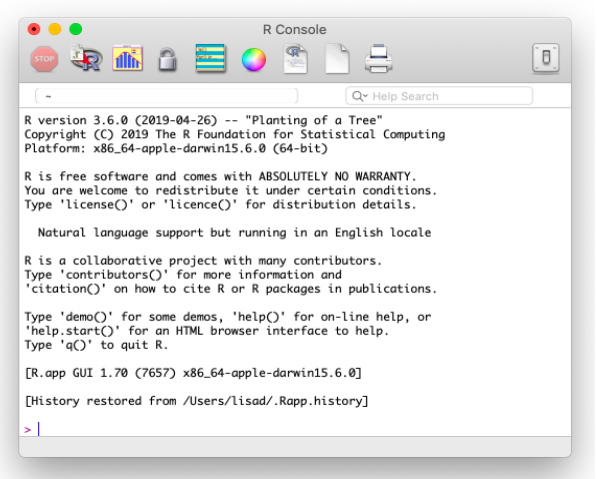 R Console
STOP
R
~
Help Search
R version 3.6.0 (2019-04-26) -- "Planting of a Tree"
Copyright (C) 2019 The R Foundation for Statistical Computing
Platform: x86_64-apple-darwin15.6.0 (64-bit)
R is free software and comes with ABSOLUTELY NO WARRANTY.
You are welcome to redistribute it under certain conditions.
Type 'license()' or 'licence()' for distribution details.
Natural language support but running in an English locale
R is a collaborative project with many contributors.
Type 'contributors()' for more information and
'citation()' on how to cite R or R packages in publications.
Type 'demo()' for some demos, 'help()' for on-line help, or
'help.start()' for an HTML browser interface to help.
Type 'q()' to quit R.
[R.app GUI 1.70 (7657) x86_64-apple-darwin15.6.0]
[History restored from /Users/lisad/.Rapp.history]
>